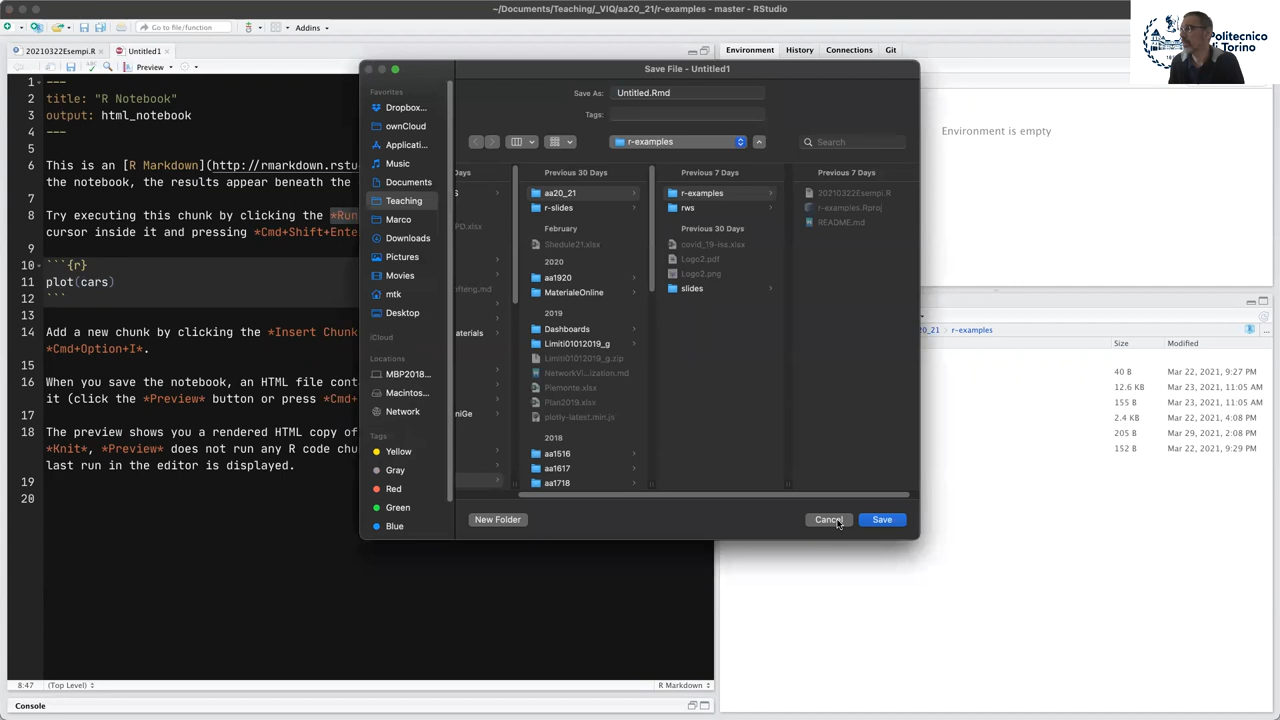 ~/Documents/Teaching/_VIQ/aa20_21/r-examples - master - RStudio
Go to file/function
Addins
20210322Esempi.R
Untitled1
Environment
History
Connections
Git
Politecnico
di Torino
Preview
1 ---
2 title: "R Notebook"
3 output: html_notebook
4 ---
5
6 This is an [R Markdown](http://rmarkdown.rstu
the notebook, the results appear beneath the
7
8 Try executing this chunk by clicking the *Run
cursor inside it and pressing *Cmd+Shift+Ente
9
10 ```{r}
11 plot(cars)
12 ```
13
14 Add a new chunk by clicking the *Insert Chunk
*Cmd+Option+I*.
15
16 When you save the notebook, an HTML file cont
it (click the *Preview* button or press *Cmd+
17
18 The preview shows you a rendered HTML copy of
*Knit*, *Preview* does not run any R code chu
last run in the editor is displayed.
19
20
8:47
(Top Level)
R Markdown
Console
Save File - Untitled1
Save As:
Untitled.Rmd
Tags:
r-examples
Search
Favorites
Dropbox...
ownCloud
Applicati...
Music
Documents
Teaching
Marco
Downloads
Pictures
Movies
mtk
Desktop
iCloud
Locations
MBP2018...
Macintos...
Network
Tags
Yellow
Gray
Red
Green
Blue
Days
S
PD.xlsx
efteng.md
aterials
niGe
Previous 30 Days
aa20_21
r-slides
February
Shedule21.xlsx
2020
aa1920
MaterialeOnline
2019
Dashboards
Limiti01012019_g
Limiti01012019_g.zip
NetworkVi...ization.md
Piemonte.xlsx
Plan2019.xlsx
plotly-latest.min.js
2018
aa1516
aa1617
aa1718
Previous 7 Days
r-examples
rws
Previous 30 Days
covid_19-iss.xlsx
Logo2.pdf
Logo2.png
slides
Previous 7 Days
20210322Esempi.R
r-examples.Rproj
README.md
New Folder
Cancel
Save
Environment is empty
20_21
r-examples
Size
Modified
40 B
Mar 22, 2021, 9:27 PM
12.6 KB
Mar 23, 2021, 11:05 AM
155 B
Mar 23, 2021, 11:05 AM
2.4 KB
Mar 22, 2021, 4:08 PM
205 B
Mar 29, 2021, 2:08 PM
152 B
Mar 22, 2021, 9:29 PM